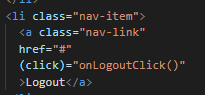 <li class="nav-item">
<a class="nav-link"
href="#"
(click)="onLogoutClick()"
>Logout</a>